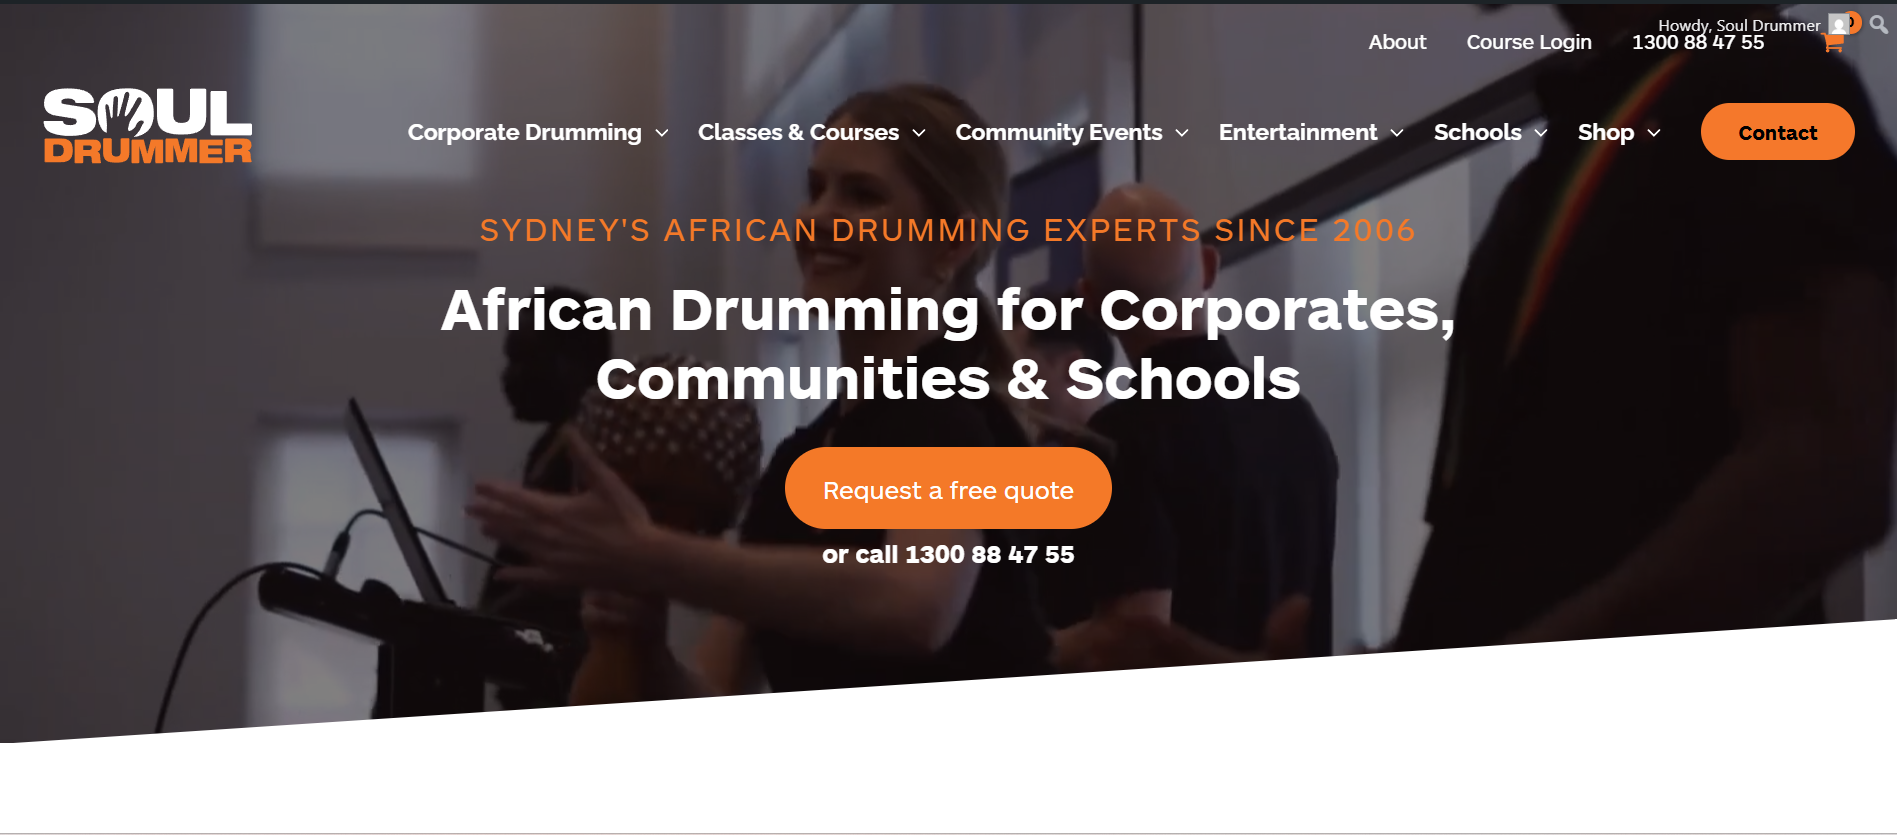 Howdy, Soul Drummer
About Course Login 1300 88 47 55 0
SOUL
DRUMMER
Corporate Drumming Classes & Courses Community Events Entertainment Schools Shop Contact
SYDNEY'S AFRICAN DRUMMING EXPERTS SINCE 2006
African Drumming for Corporates,
Communities & Schools
Request a free quote
or call 1300 88 47 55